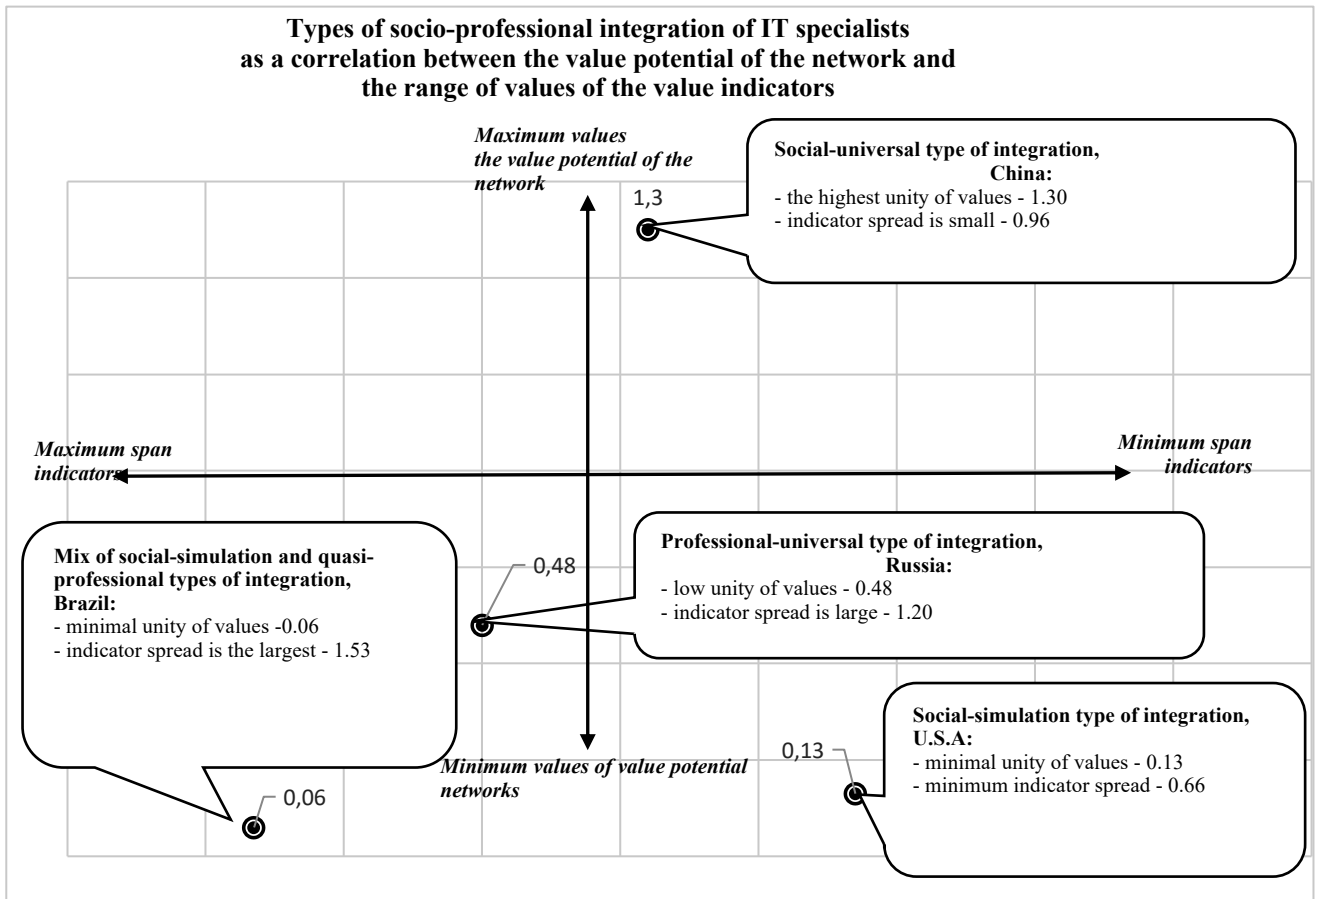 Types of socio-professional integration of IT specialists
as a correlation between the value potential of the network and
the range of values of the value indicators
Maximum values
the value potential of the
network
1,3
Social-universal type of integration,
China:
- the highest unity of values - 1.30
- indicator spread is small - 0.96
Maximum span
indicators
Minimum span
indicators
Mix of social-simulation and quasi-
professional types of integration,
Brazil:
- minimal unity of values -0.06
- indicator spread is the largest - 1.53
0,48
Professional-universal type of integration,
Russia:
- low unity of values - 0.48
- indicator spread is large - 1.20
Social-simulation type of integration,
U.S.A:
- minimal unity of values - 0.13
- minimum indicator spread - 0.66
0,13
Minimum values of value potential
networks
0,06